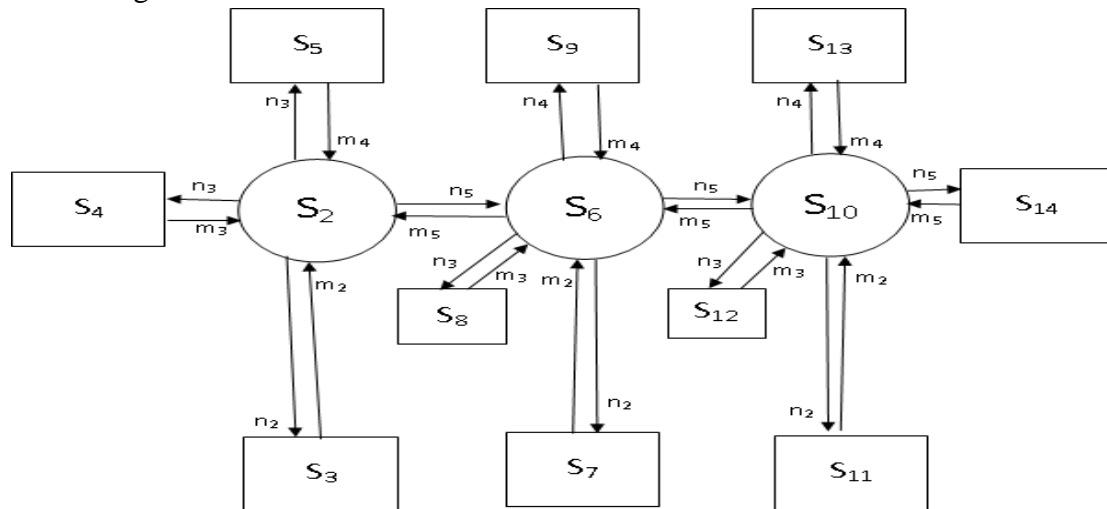 S₅ S₉ S₁₃
n₃ m₄ n₄ m₄ n₄ m₄
S₄ n₃ m₃ S₂ n₅ m₅ S₆ n₅ m₅ S₁₀ n₅ m₅ S₁₄
n₃ m₃ n₃ m₃
m₂ m₂ m₂
S₈ S₁₂
n₂ n₂ n₂
S₃ S₇ S₁₁